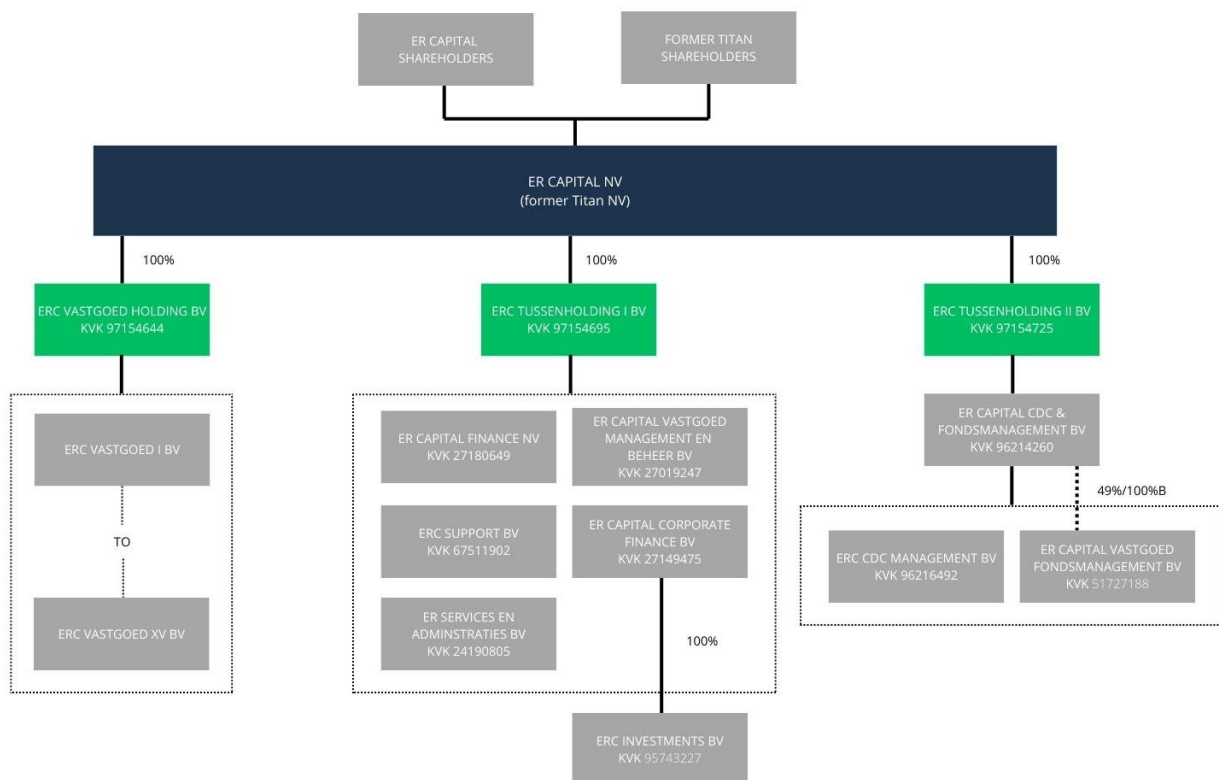 ER CAPITAL
SHAREHOLDERS
FORMER TITAN
SHAREHOLDERS
ER CAPITAL NV
(former Titan NV)
100%
100%
100%
ERC VASTGOED HOLDING BV
KVK 97154644
ERC TUSSENHOLDING I BV
KVK 97154695
ERC TUSSENHOLDING II BV
KVK 97154725
ERC VASTGOED I BV
TO
ERC VASTGOED XV BV
ER CAPITAL FINANCE NV
KVK 27180649
ER CAPITAL VASTGOED
MANAGEMENT EN
BEHEER BV
KVK 27019247
ERC SUPPORT BV
KVK 67511902
ER CAPITAL CORPORATE
FINANCE BV
KVK 27149475
ER SERVICES EN
ADMINSTRATIES BV
KVK 24190805
100%
ERC INVESTMENTS BV
KVK 95743227
ER CAPITAL CDC &
FONDSMANAGEMENT BV
KVK 96214260
49%/100%B
ERC CDC MANAGEMENT BV
KVK 96216492
ER CAPITAL VASTGOED
FONDSMANAGEMENT BV
KVK 51727188